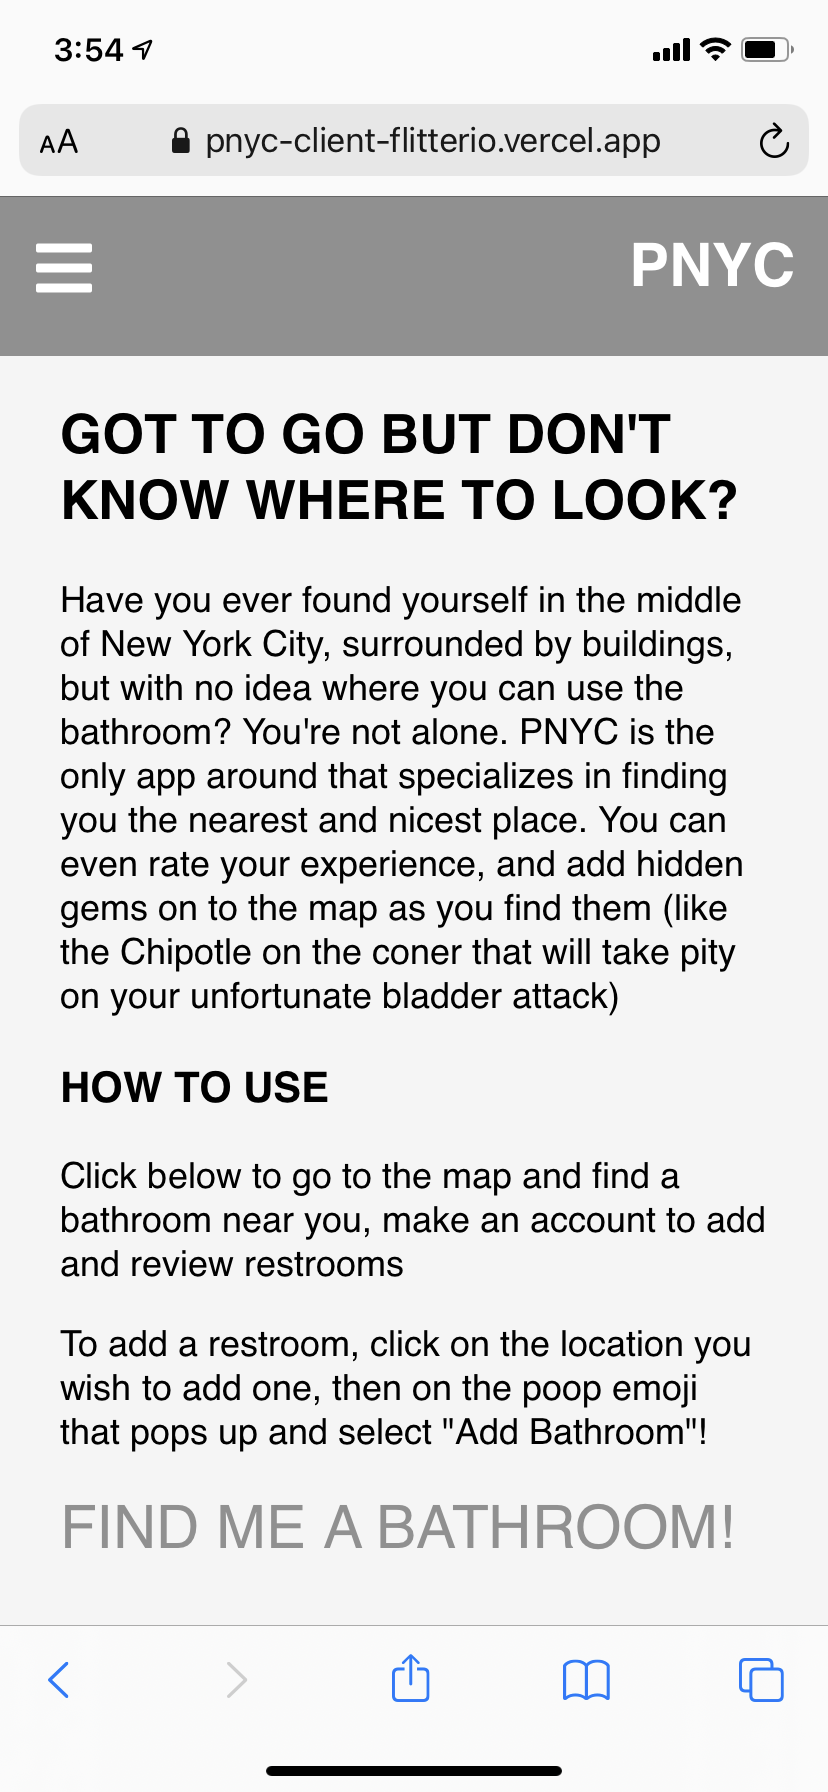 3:54
AA pnyc-client-flitterio.vercel.app
PNYC
GOT TO GO BUT DON'T
KNOW WHERE TO LOOK?
Have you ever found yourself in the middle
of New York City, surrounded by buildings,
but with no idea where you can use the
bathroom? You're not alone. PNYC is the
only app around that specializes in finding
you the nearest and nicest place. You can
even rate your experience, and add hidden
gems on to the map as you find them (like
the Chipotle on the coner that will take pity
on your unfortunate bladder attack)
HOW TO USE
Click below to go to the map and find a
bathroom near you, make an account to add
and review restrooms
To add a restroom, click on the location you
wish to add one, then on the poop emoji
that pops up and select "Add Bathroom"!
FIND ME A BATHROOM!